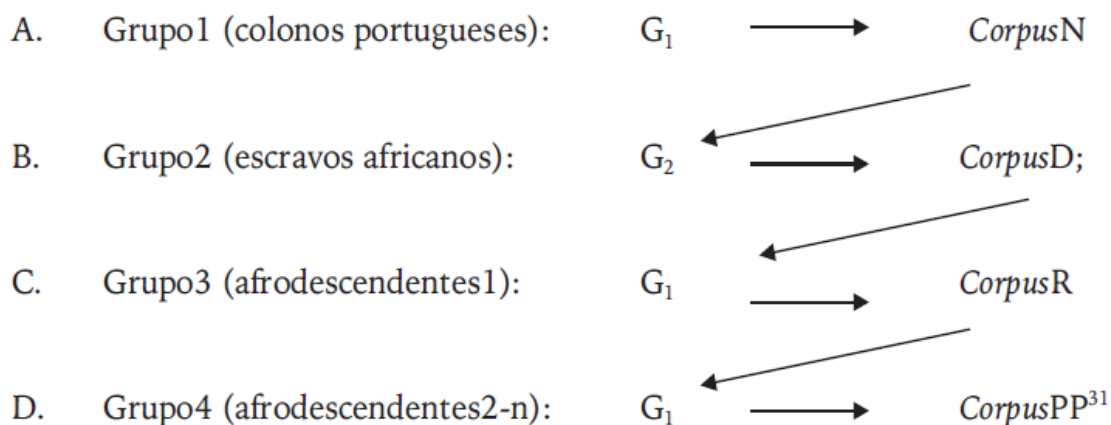 A. Grupo1 (colonos portugueses): G₁ CorpusN
B. Grupo2 (escravos africanos): G₂ CorpusD;
C. Grupo3 (afrodescendentes1): G₁ CorpusR
D. Grupo4 (afrodescendentes2-n): G₁ CorpusPP³¹